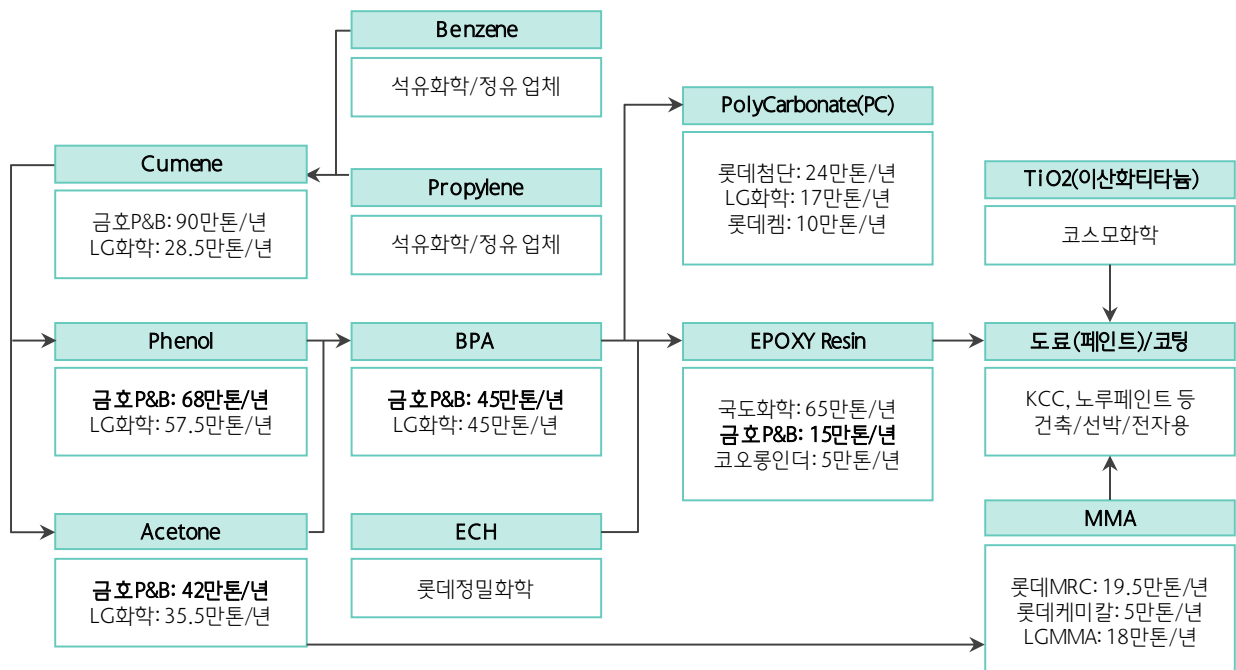 Benzene
석유화학/정유 업체
Cumene
금호P&B: 90만톤/년
LG화학: 28.5만톤/년
Propylene
석유화학/정유 업체
PolyCarbonate(PC)
롯데첨단: 24만톤/년
LG화학: 17만톤/년
롯데켐: 10만톤/년
TiO2(이산화티타늄)
코스모화학
Phenol
금호P&B: 68만톤/년
LG화학: 57.5만톤/년
BPA
금호P&B: 45만톤/년
LG화학: 45만톤/년
EPOXY Resin
국도화학: 65만톤/년
금호P&B: 15만톤/년
코오롱인더: 5만톤/년
도료(페인트)/코팅
KCC, 노루페인트 등
건축/선박/전자용
Acetone
금호P&B: 42만톤/년
LG화학: 35.5만톤/년
ECH
롯데정밀화학
MMA
롯데MRC: 19.5만톤/년
롯데케미칼: 5만톤/년
LGMMA: 18만톤/년